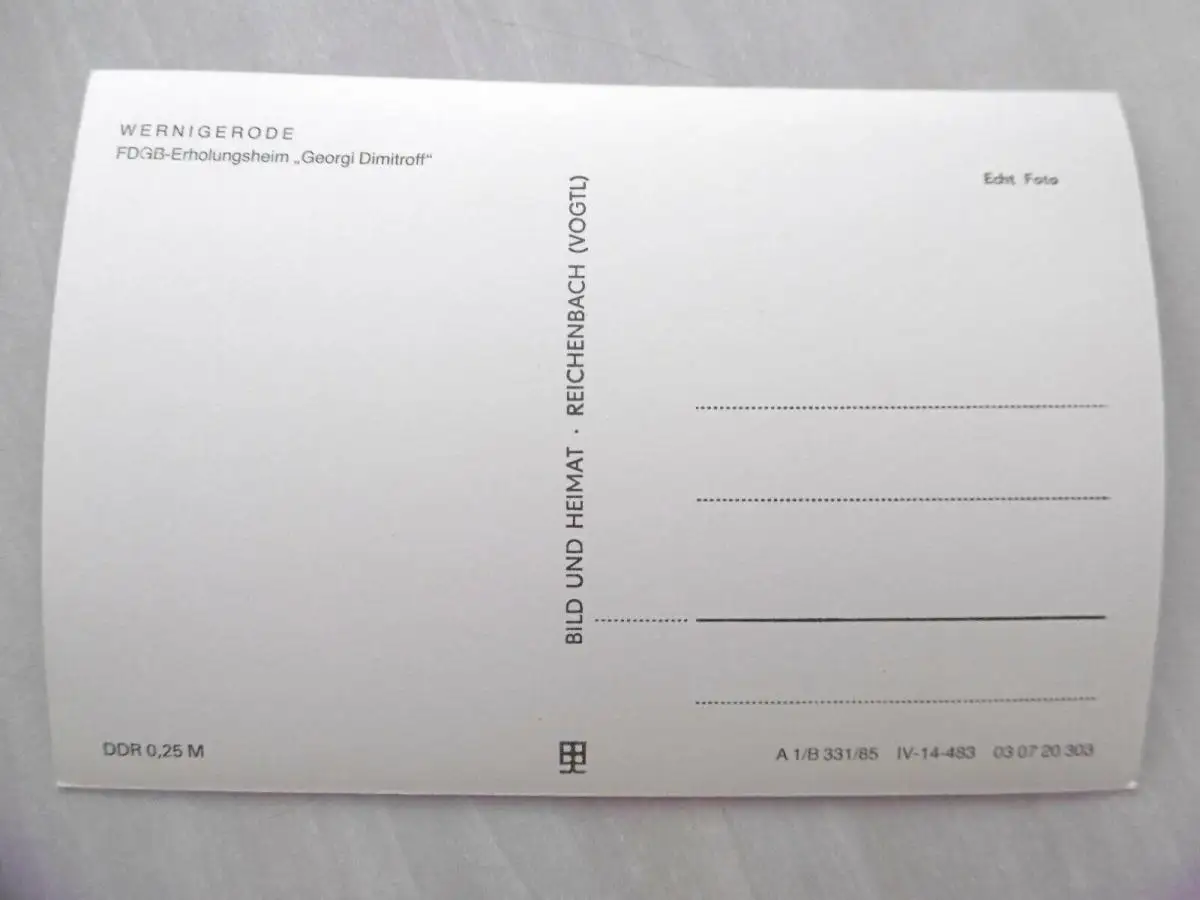 WERNIGERODE
FDGB-Erholungsheim „Georgi Dimitroff“
Echt Foto
BILD UND HEIMAT · REICHENBACH (VOGTL)
DDR 0,25 M
A 1/B 331/85 IV-14-483 03 07 20 303